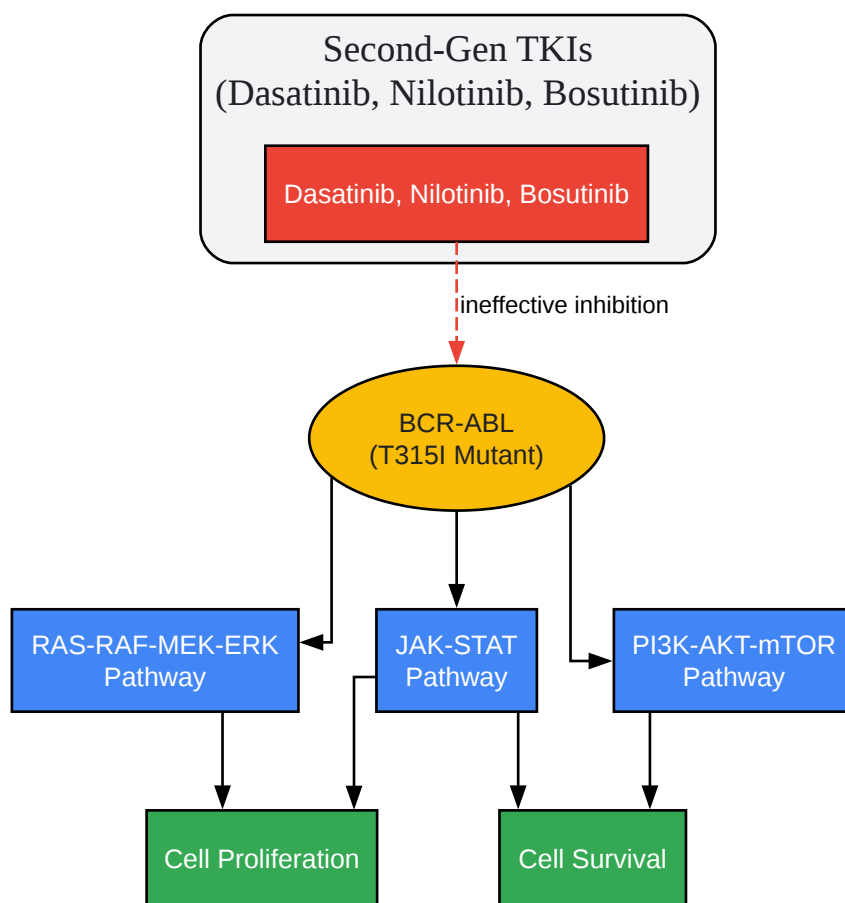 Second-Gen TKIs
(Dasatinib, Nilotinib, Bosutinib)
Dasatinib, Nilotinib, Bosutinib
ineffective inhibition
BCR-ABL
(T315I Mutant)
RAS-RAF-MEK-ERK
Pathway
JAK-STAT
Pathway
PI3K-AKT-mTOR
Pathway
Cell Proliferation
Cell Survival